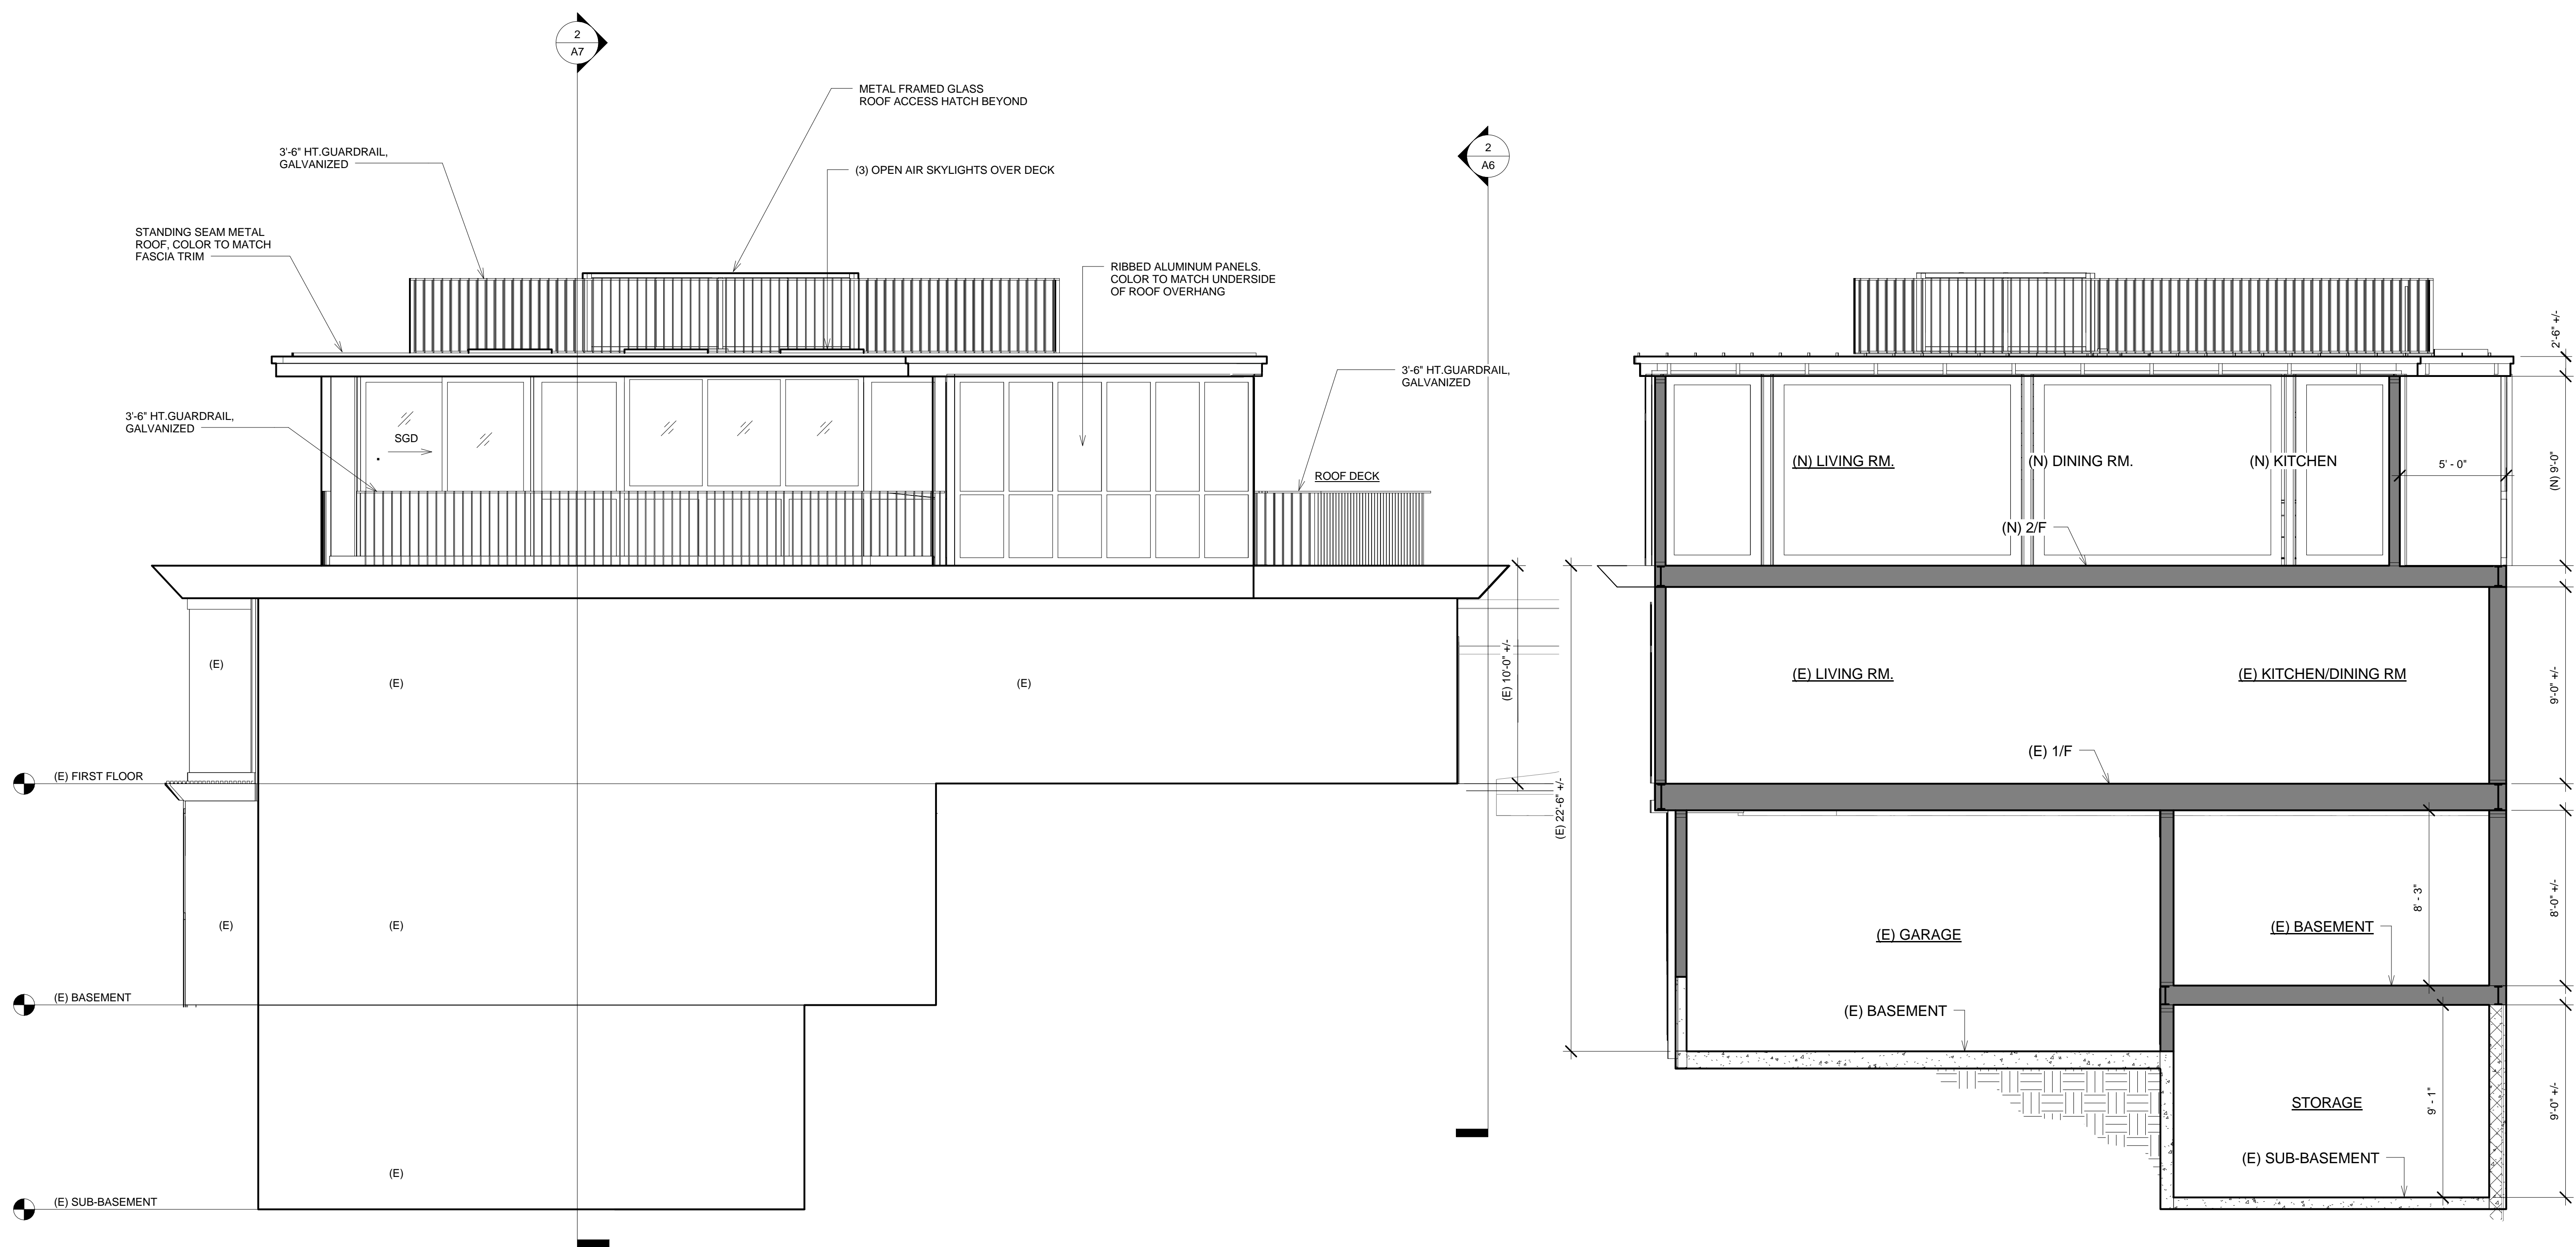 2
A7
METAL FRAMED GLASS
ROOF ACCESS HATCH BEYOND
3'-6" HT.GUARDRAIL,
GALVANIZED
(3) OPEN AIR SKYLIGHTS OVER DECK
2
A6
STANDING SEAM METAL
ROOF, COLOR TO MATCH
FASCIA TRIM
RIBBED ALUMINUM PANELS.
COLOR TO MATCH UNDERSIDE
OF ROOF OVERHANG
3'-6" HT.GUARDRAIL,
GALVANIZED
3'-6" HT.GUARDRAIL,
GALVANIZED
SGD
ROOF DECK
(E)
(E)
(E)
(E) 10'-0" +/-
(E) FIRST FLOOR
(E) 22'-6" +/-
(E)
(E)
(E) BASEMENT
(E)
(E) SUB-BASEMENT
2'-6" +/-
(N) LIVING RM.
(N) DINING RM.
(N) KITCHEN
5' - 0"
(N) 9'-0"
(N) 2/F
(E) LIVING RM.
(E) KITCHEN/DINING RM
9'-0" +/-
(E) 1/F
8' - 3"
8'-0" +/-
(E) GARAGE
(E) BASEMENT
(E) BASEMENT
STORAGE
9' - 1"
9'-0" +/-
(E) SUB-BASEMENT